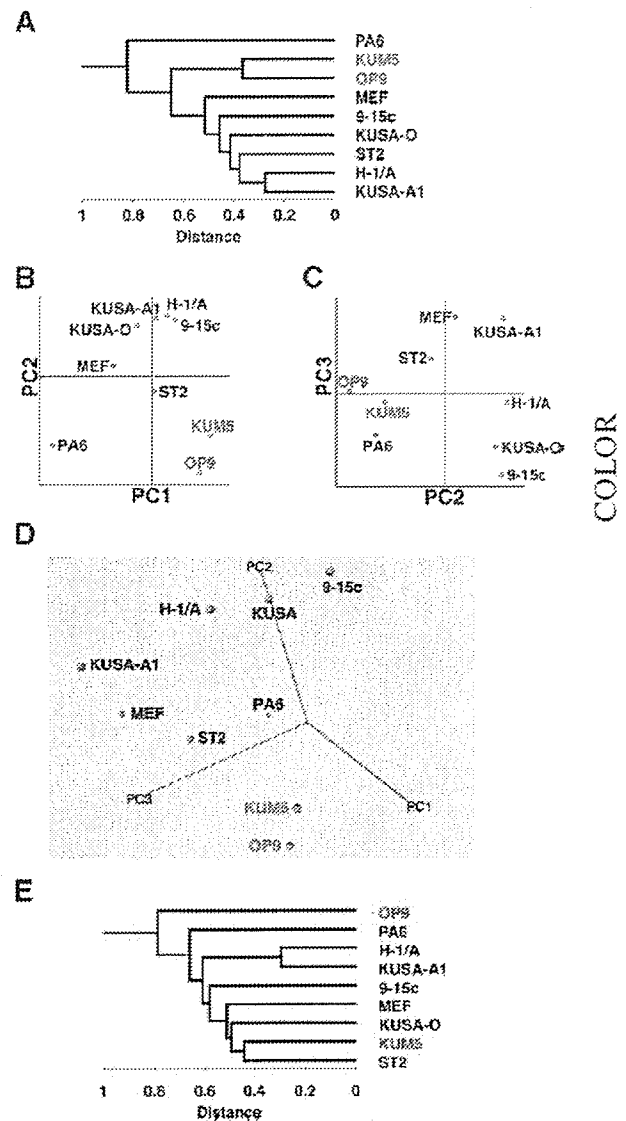 A
PA6
KUM5
OP9
MEF
9-15c
KUSA-O
ST2
H-1/A
KUSA-A1
1 0.8 0.6 0.4 0.2 0
Distance
B
KUSA-A1 H-1/A
KUSA-O 9-15c
MEF
ST2
KUM5
PA6
OP9
PC2
PC1
C
MEF KUSA-A1
ST2
OP9
KUM5 H-1/A
PA6
KUSA-O
9-15c
PC3
PC2
COLOR
D
PC2
9-15c
H-1/A
KUSA
KUSA-A1
PA6
MEF
ST2
PC3
PC1
KUM5
OP9
E
OP9
PA6
H-1/A
KUSA-A1
9-15c
MEF
KUSA-O
KUM5
ST2
1 0.8 0.6 0.4 0.2 0
Distance